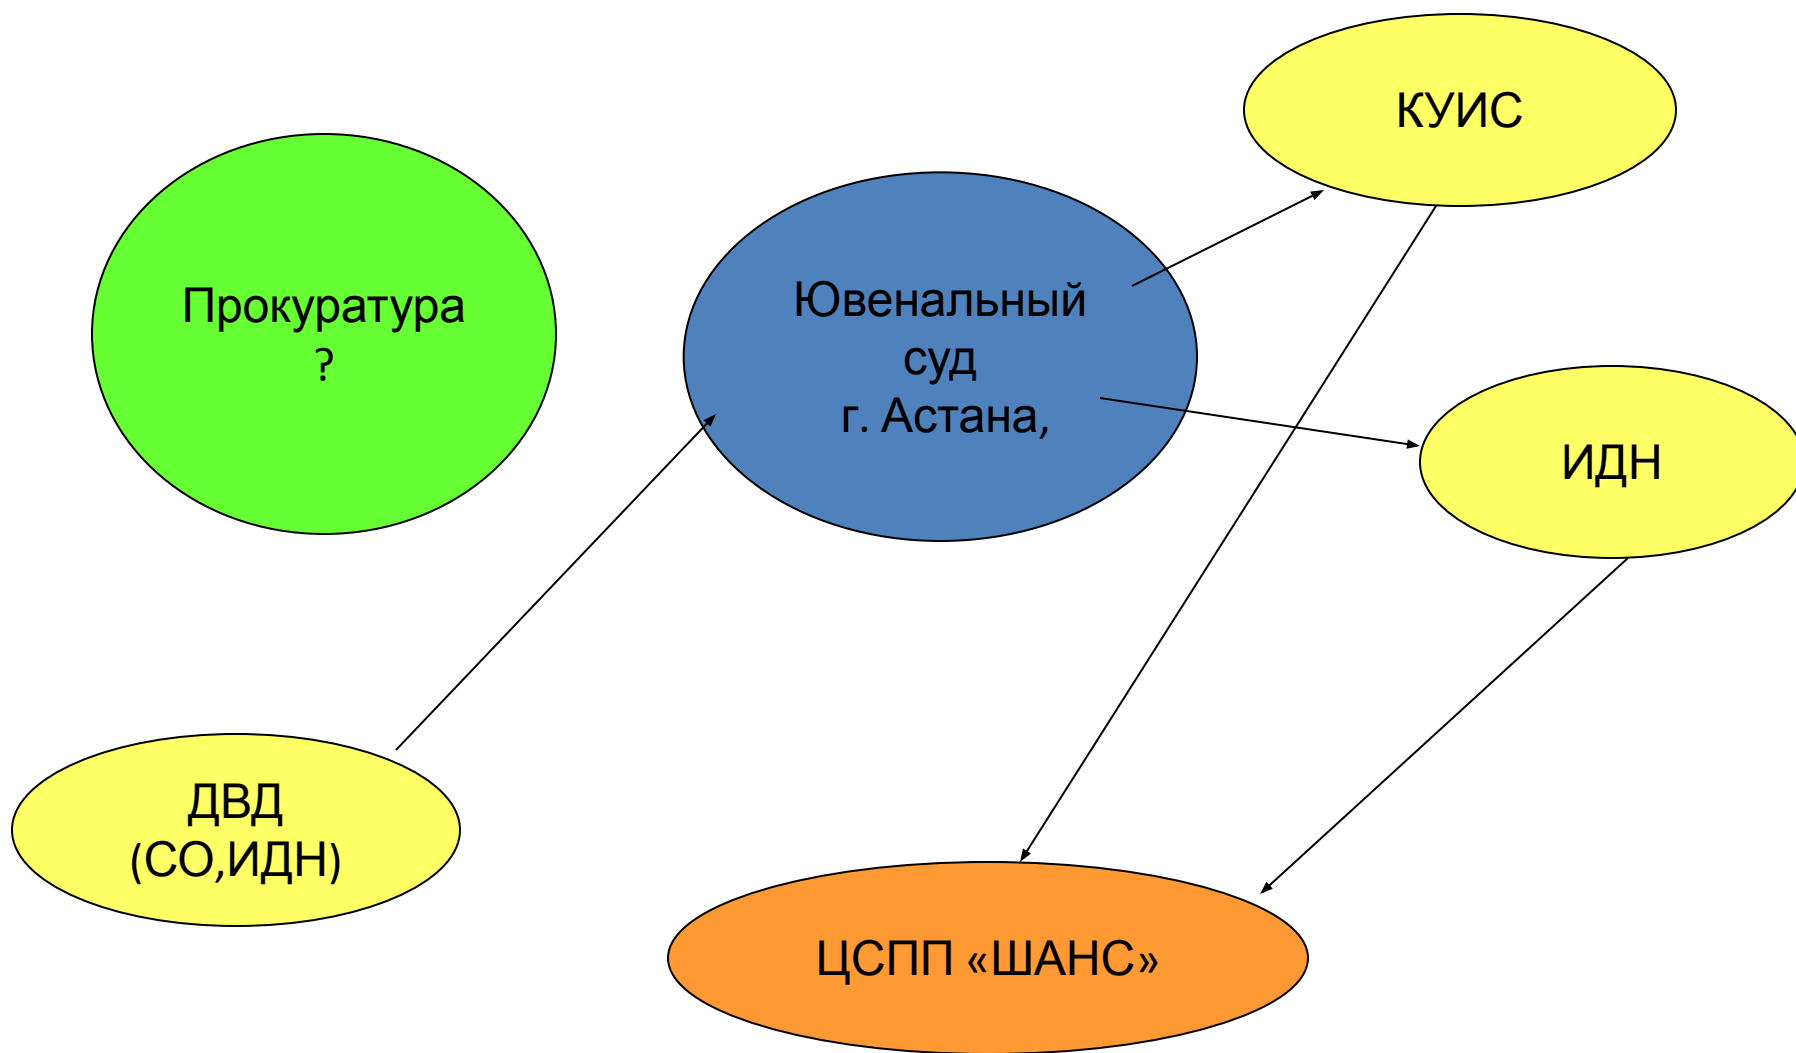 КУИС
Прокуратура
?
Ювенальный
суд
г. Астана,
ИДН
ДВД
(СО,ИДН)
ЦСПП «ШАНС»